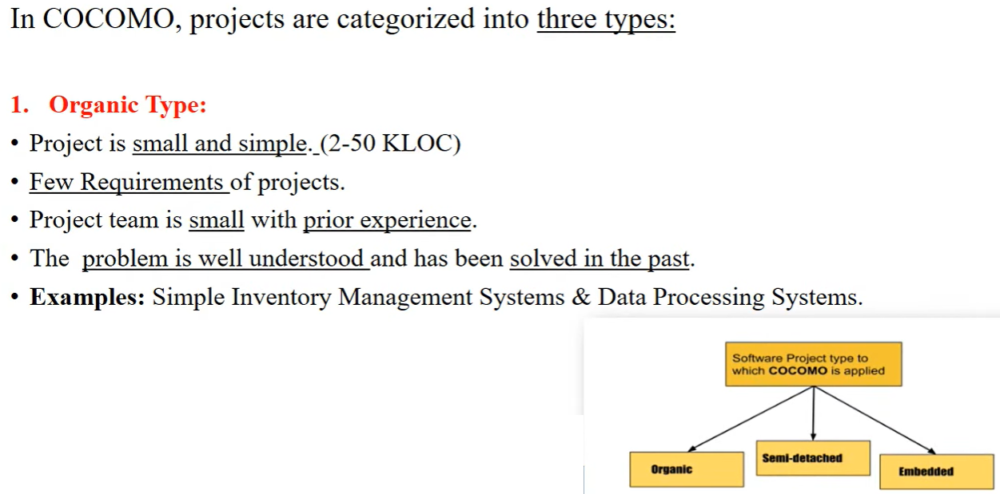 In COCOMO, projects are categorized into three types:
1. Organic Type:
• Project is small and simple. (2-50 KLOC)
• Few Requirements of projects.
• Project team is small with prior experience.
• The problem is well understood and has been solved in the past.
• Examples: Simple Inventory Management Systems & Data Processing Systems.
Software Project type to
which COCOMO is applied
Organic
Semi-detached
Embedded